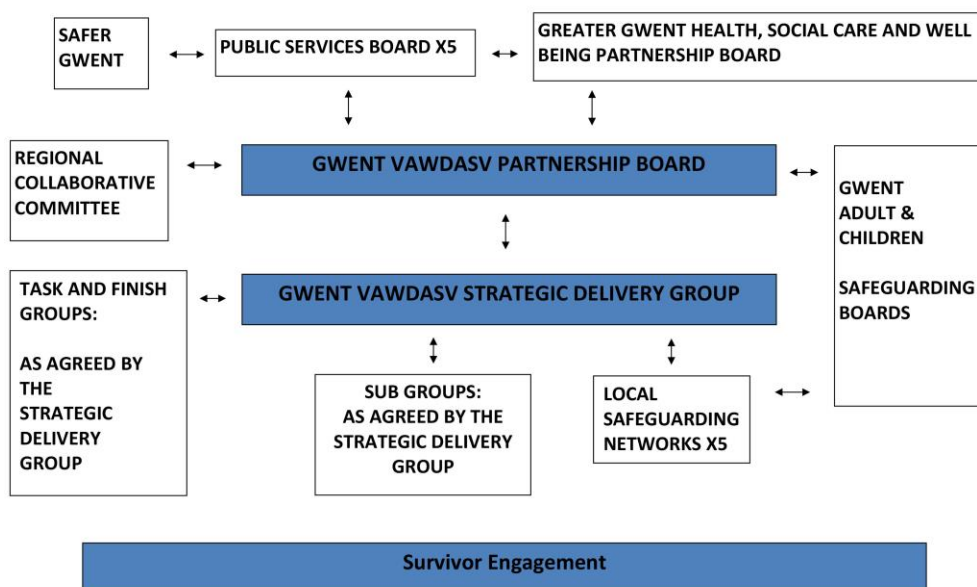 SAFER
GWENT
PUBLIC SERVICES BOARD X5
GREATER GWENT HEALTH, SOCIAL CARE AND WELL
BEING PARTNERSHIP BOARD
REGIONAL
COLLABORATIVE
COMMITTEE
GWENT VAWDASV PARTNERSHIP BOARD
GWENT
ADULT &
CHILDREN
SAFEGUARDING
BOARDS
TASK AND FINISH
GROUPS:
AS AGREED BY
THE
STRATEGIC
DELIVERY
GROUP
GWENT VAWDASV STRATEGIC DELIVERY GROUP
SUB GROUPS:
AS AGREED BY THE
STRATEGIC DELIVERY
GROUP
LOCAL
SAFEGUARDING
NETWORKS X5
Survivor Engagement